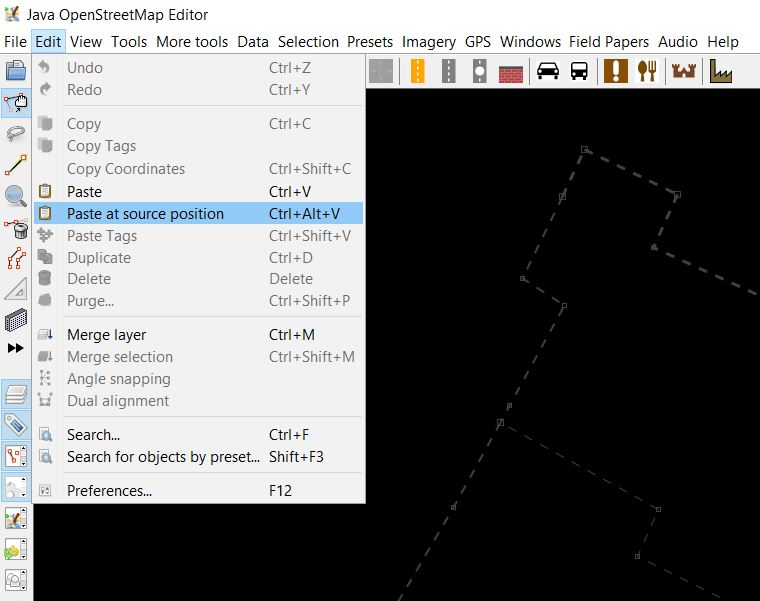 Java OpenStreetMap Editor
File Edit View Tools More tools Data Selection Presets Imagery GPS Windows Field Papers Audio Help
Undo Ctrl+Z
Redo Ctrl+Y
Copy Ctrl+C
Copy Tags
Copy Coordinates Ctrl+Shift+C
Paste Ctrl+V
Paste at source position Ctrl+Alt+V
Paste Tags Ctrl+Shift+V
Duplicate Ctrl+D
Delete Delete
Purge... Ctrl+Shift+P
Merge layer Ctrl+M
Merge selection Ctrl+Shift+M
Angle snapping
Dual alignment
Search... Ctrl+F
Search for objects by preset... Shift+F3
Preferences... F12